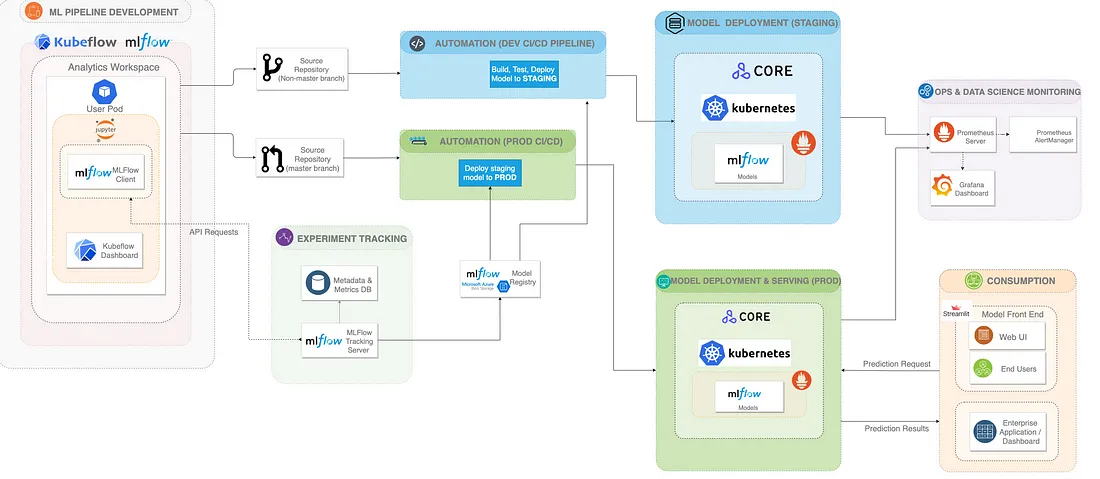 ML PIPELINE DEVELOPMENT
Kubeflow mlflow
Analytics Workspace
User Pod
jupyter
mlflow MLFlow
Client
Kubeflow
Dashboard
Source
Repository
(Non-master branch)
Source
Repository
(master branch)
API Requests
AUTOMATION (DEV CI/CD PIPELINE)
Build, Test, Deploy
Model to STAGING
AUTOMATION (PROD CI/CD)
Deploy staging
model to PROD
EXPERIMENT TRACKING
Metadata &
Metrics DB
mlflow MLFlow
Tracking
Server
mlflow Model
Registry
Microsoft Azure
Blob Storage
MODEL DEPLOYMENT (STAGING)
CORE
kubernetes
mlflow
Models
MODEL DEPLOYMENT & SERVING (PROD)
CORE
kubernetes
mlflow
Models
OPS & DATA SCIENCE MONITORING
Prometheus
Server
Prometheus
AlertManager
Grafana
Dashboard
CONSUMPTION
Streamlit
Model Front End
Web UI
End Users
Prediction Request
Prediction Results
Enterprise
Application /
Dashboard